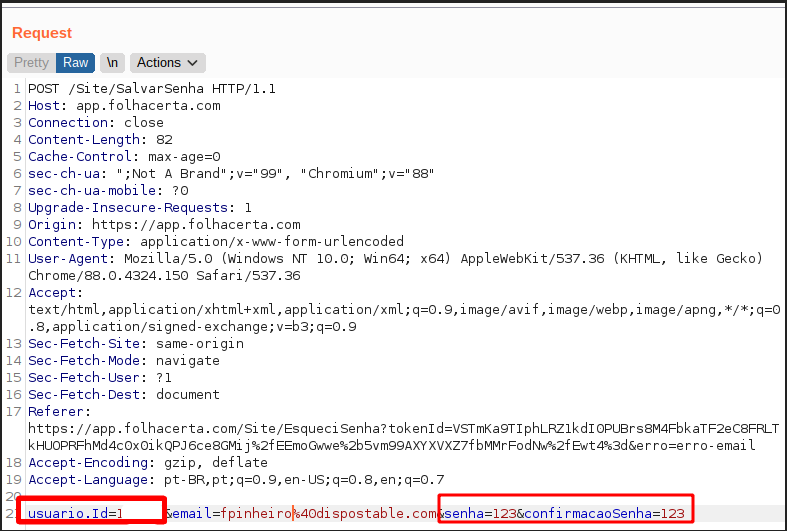 Request
Pretty Raw \n Actions
1 POST /Site/SalvarSenha HTTP/1.1
2 Host: app.folhacerta.com
3 Connection: close
4 Content-Length: 82
5 Cache-Control: max-age=0
6 sec-ch-ua: ";Not A Brand";v="99", "Chromium";v="88"
7 sec-ch-ua-mobile: ?0
8 Upgrade-Insecure-Requests: 1
9 Origin: https://app.folhacerta.com
10 Content-Type: application/x-www-form-urlencoded
11 User-Agent: Mozilla/5.0 (Windows NT 10.0; Win64; x64) AppleWebKit/537.36 (KHTML, like Gecko)
Chrome/88.0.4324.150 Safari/537.36
12 Accept:
text/html,application/xhtml+xml,application/xml;q=0.9,image/avif,image/webp,image/apng,*/*;q=0
.8,application/signed-exchange;v=b3;q=0.9
13 Sec-Fetch-Site: same-origin
14 Sec-Fetch-Mode: navigate
15 Sec-Fetch-User: ?1
16 Sec-Fetch-Dest: document
17 Referer:
https://app.folhacerta.com/Site/EsqueciSenha?tokenId=VSTmKa9TIphLRZ1kdIOPUBrs8M4FbkaTF2eC8FRLT
kHUOPRFhMd4cOxOikQPJ6ce8GMij%2fEEmoGwwe%2b5vm99AXYXVXZ7fbMMrFodNw%2fEwt4%3d&erro=erro-email
18 Accept-Encoding: gzip, deflate
19 Accept-Language: pt-BR,pt;q=0.9,en-US;q=0.8,en;q=0.7
20
usuario.Id=1 &email=fpinheiro%40dispostable.com&senha=123&confirmacaoSenha=123